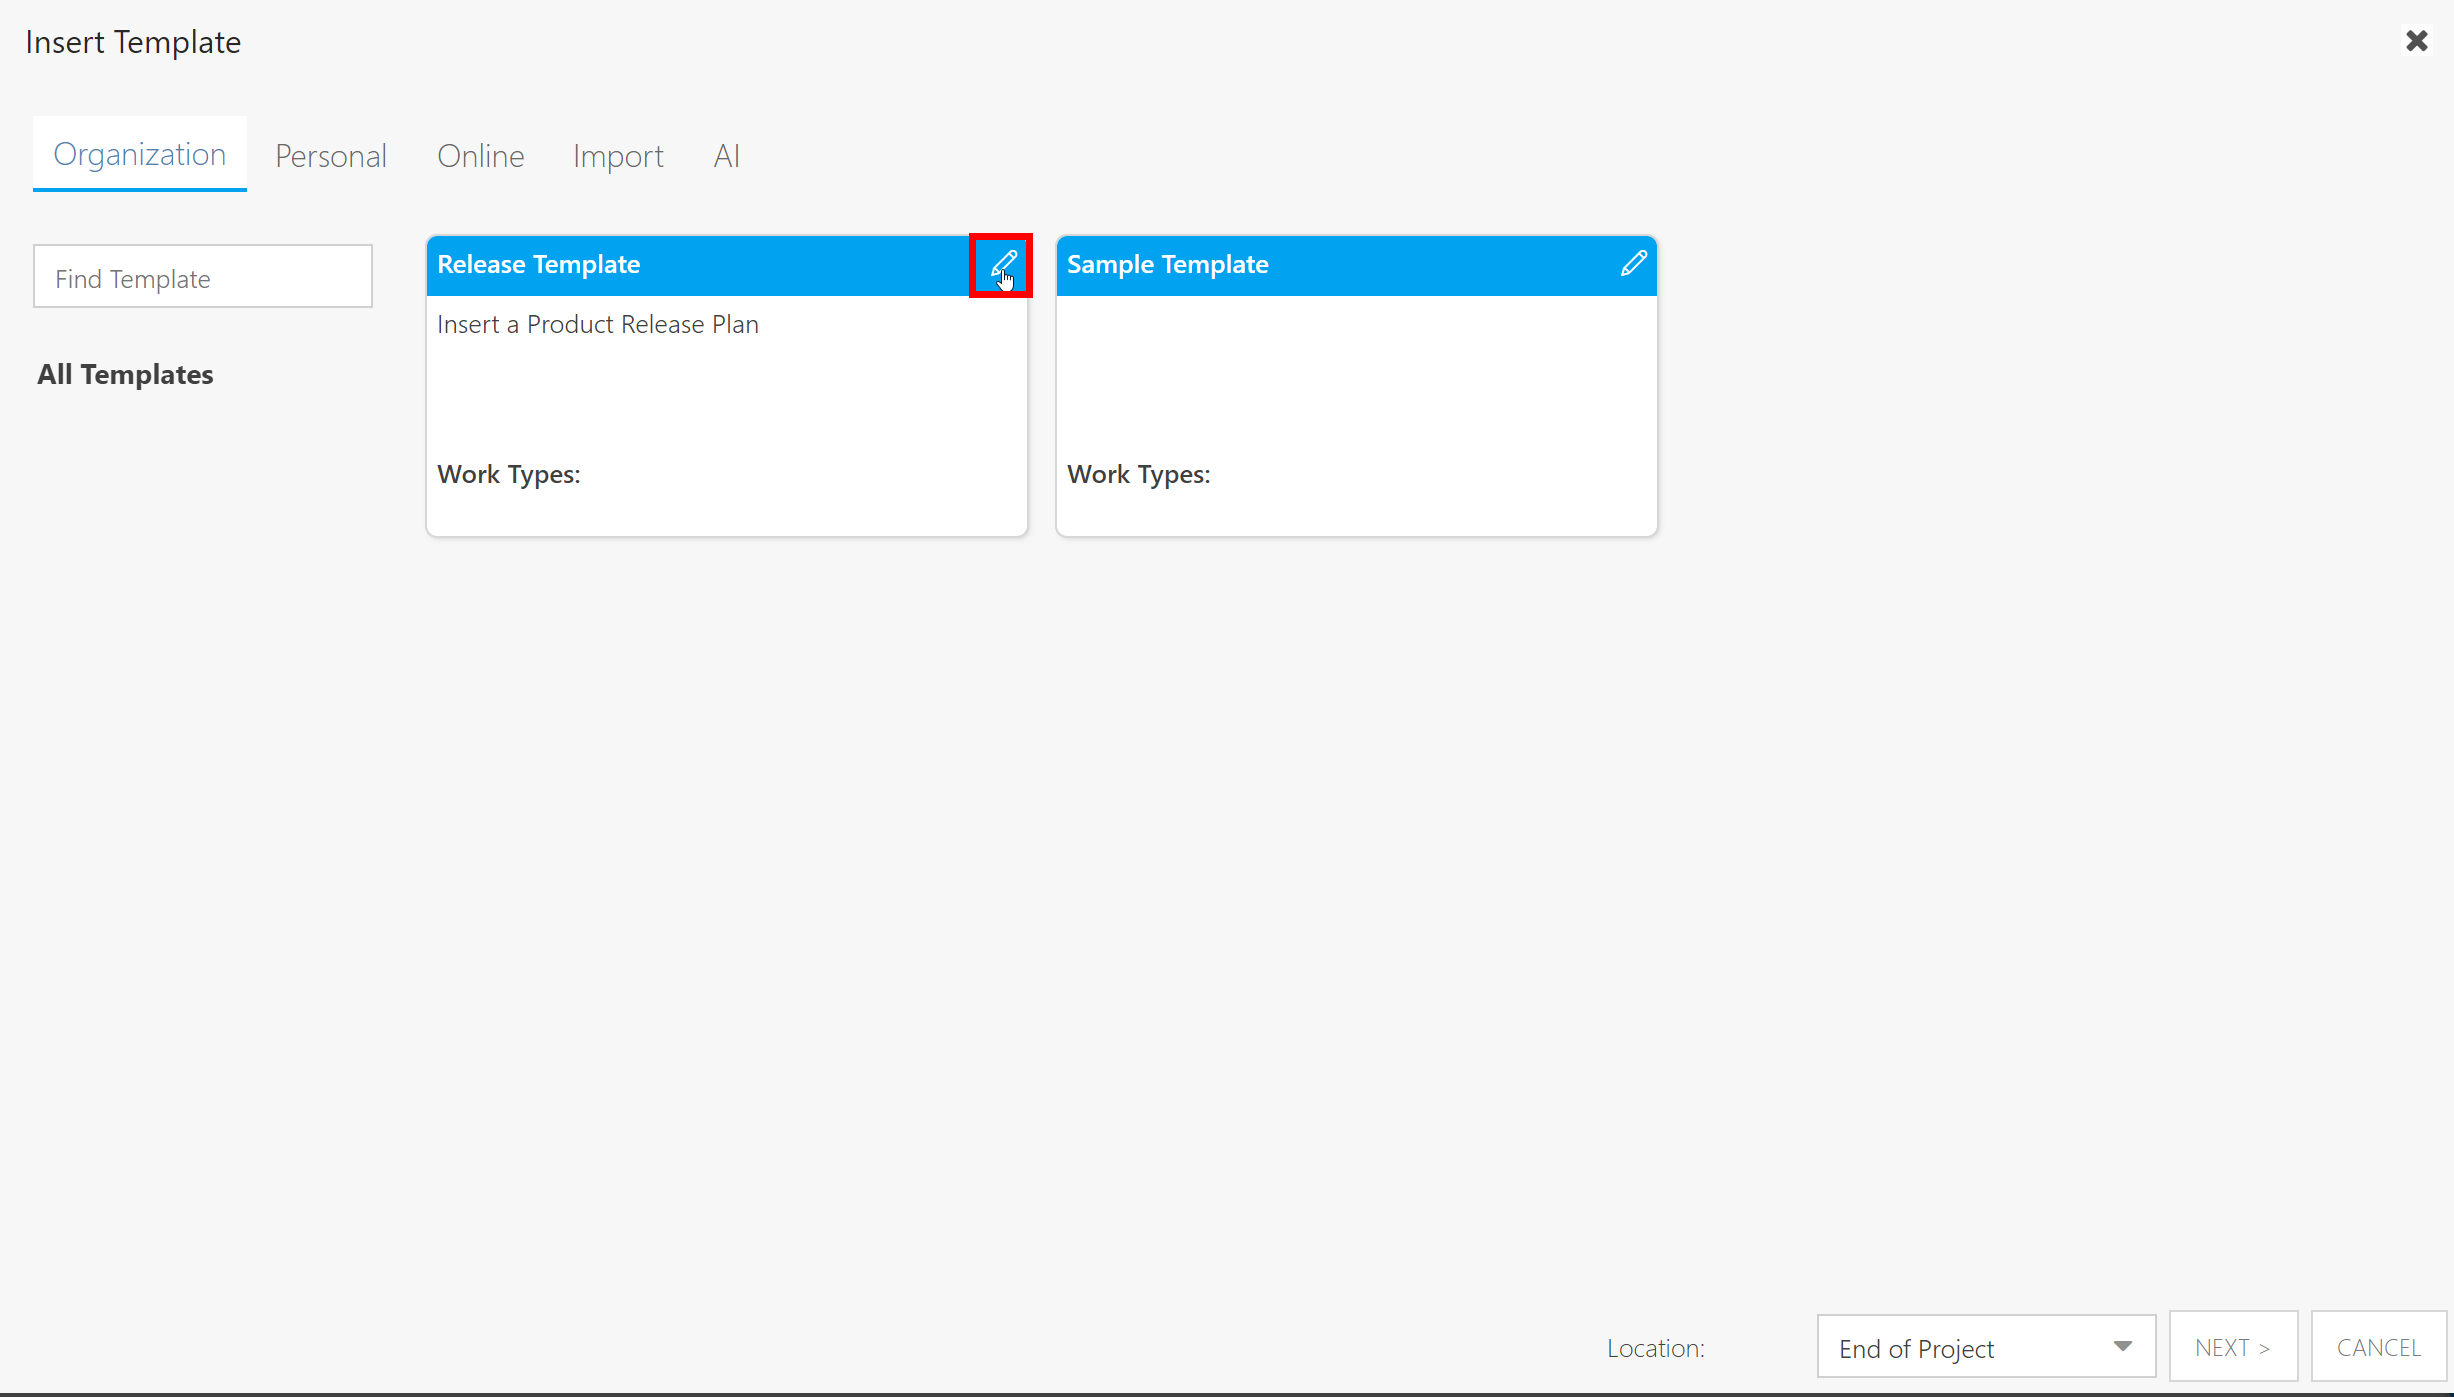 Insert Template
Organization
Personal
Online
Import
AI
Find Template
All Templates
Release Template
Insert a Product Release Plan
Work Types:
Sample Template
Work Types:
Location:
End of Project
NEXT >
CANCEL